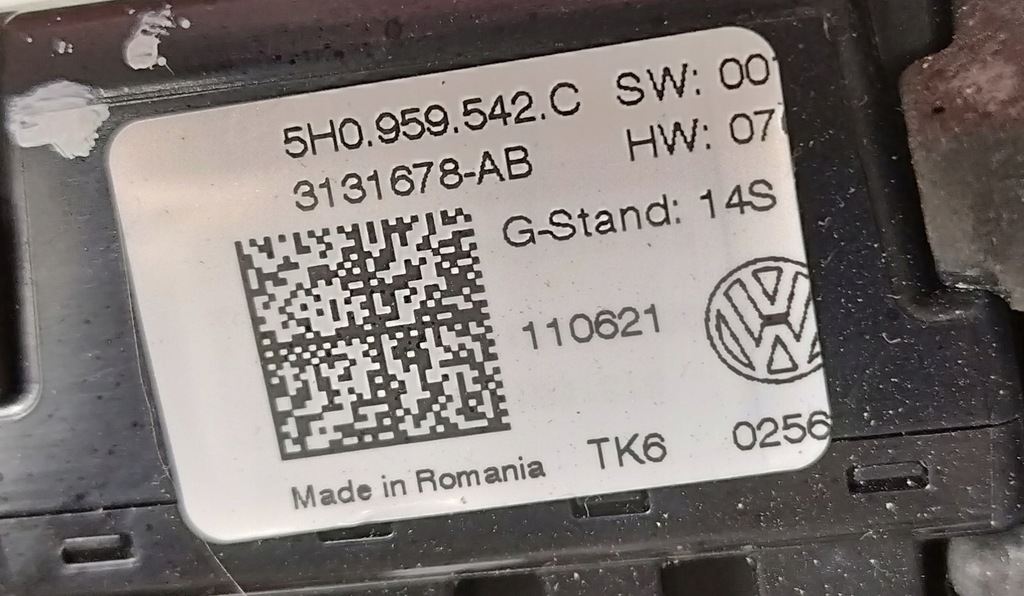 5H0.959.542.C SW: 00
3131678-AB HW: 07
G-Stand: 14S
110621
TK6 0256
Made in Romania